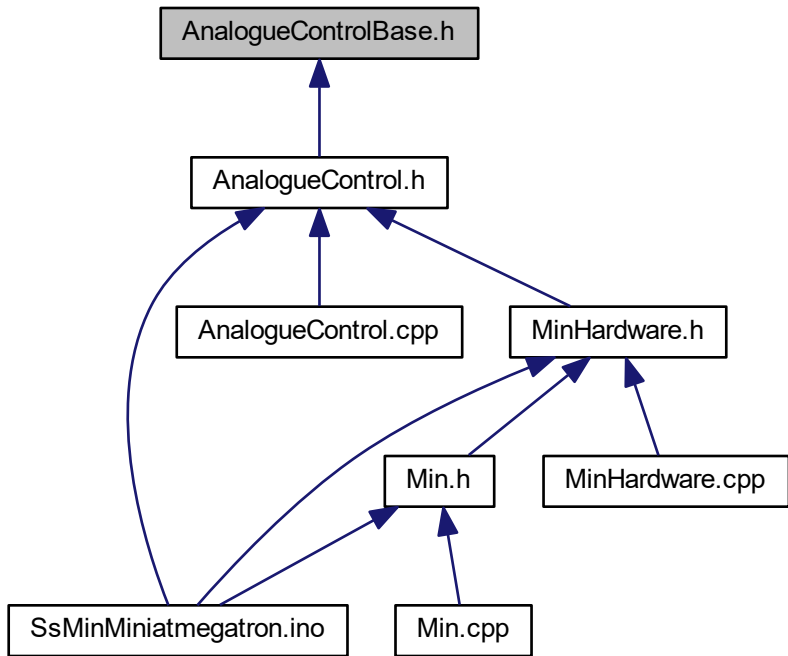 AnalogueControlBase.h
AnalogueControl.h
AnalogueControl.cpp
MinHardware.h
Min.h
MinHardware.cpp
SsMinMiniatmegatron.ino
Min.cpp